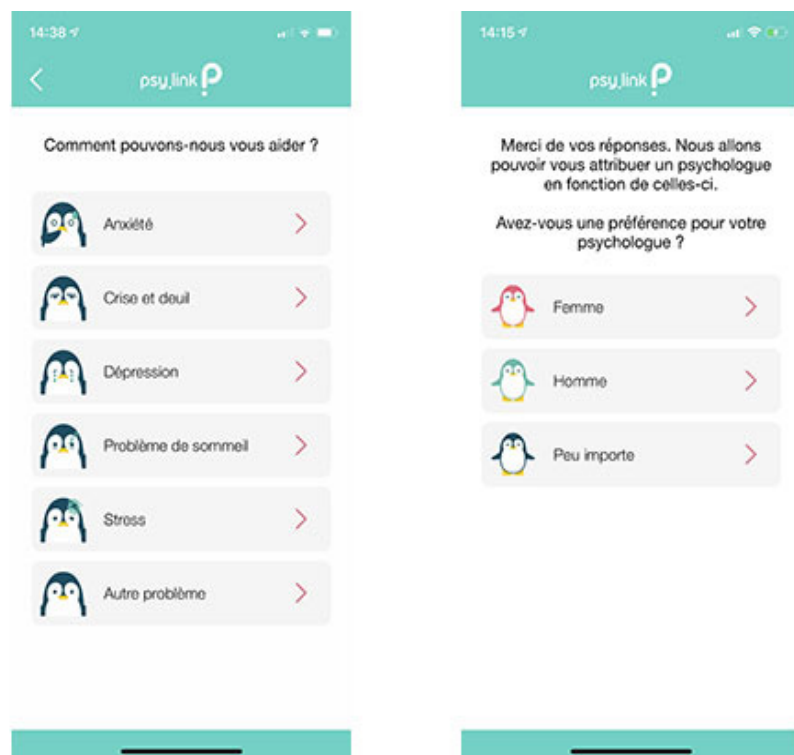 14:38
psy.link
Comment pouvons-nous vous aider ?
Anxiété
Crise et deuil
Dépression
Problème de sommeil
Stress
Autre problème
14:15
psy.link
Merci de vos réponses. Nous allons
pouvoir vous attribuer un psychologue
en fonction de celles-ci.
Avez-vous une préférence pour votre
psychologue ?
Femme
Homme
Peu importe